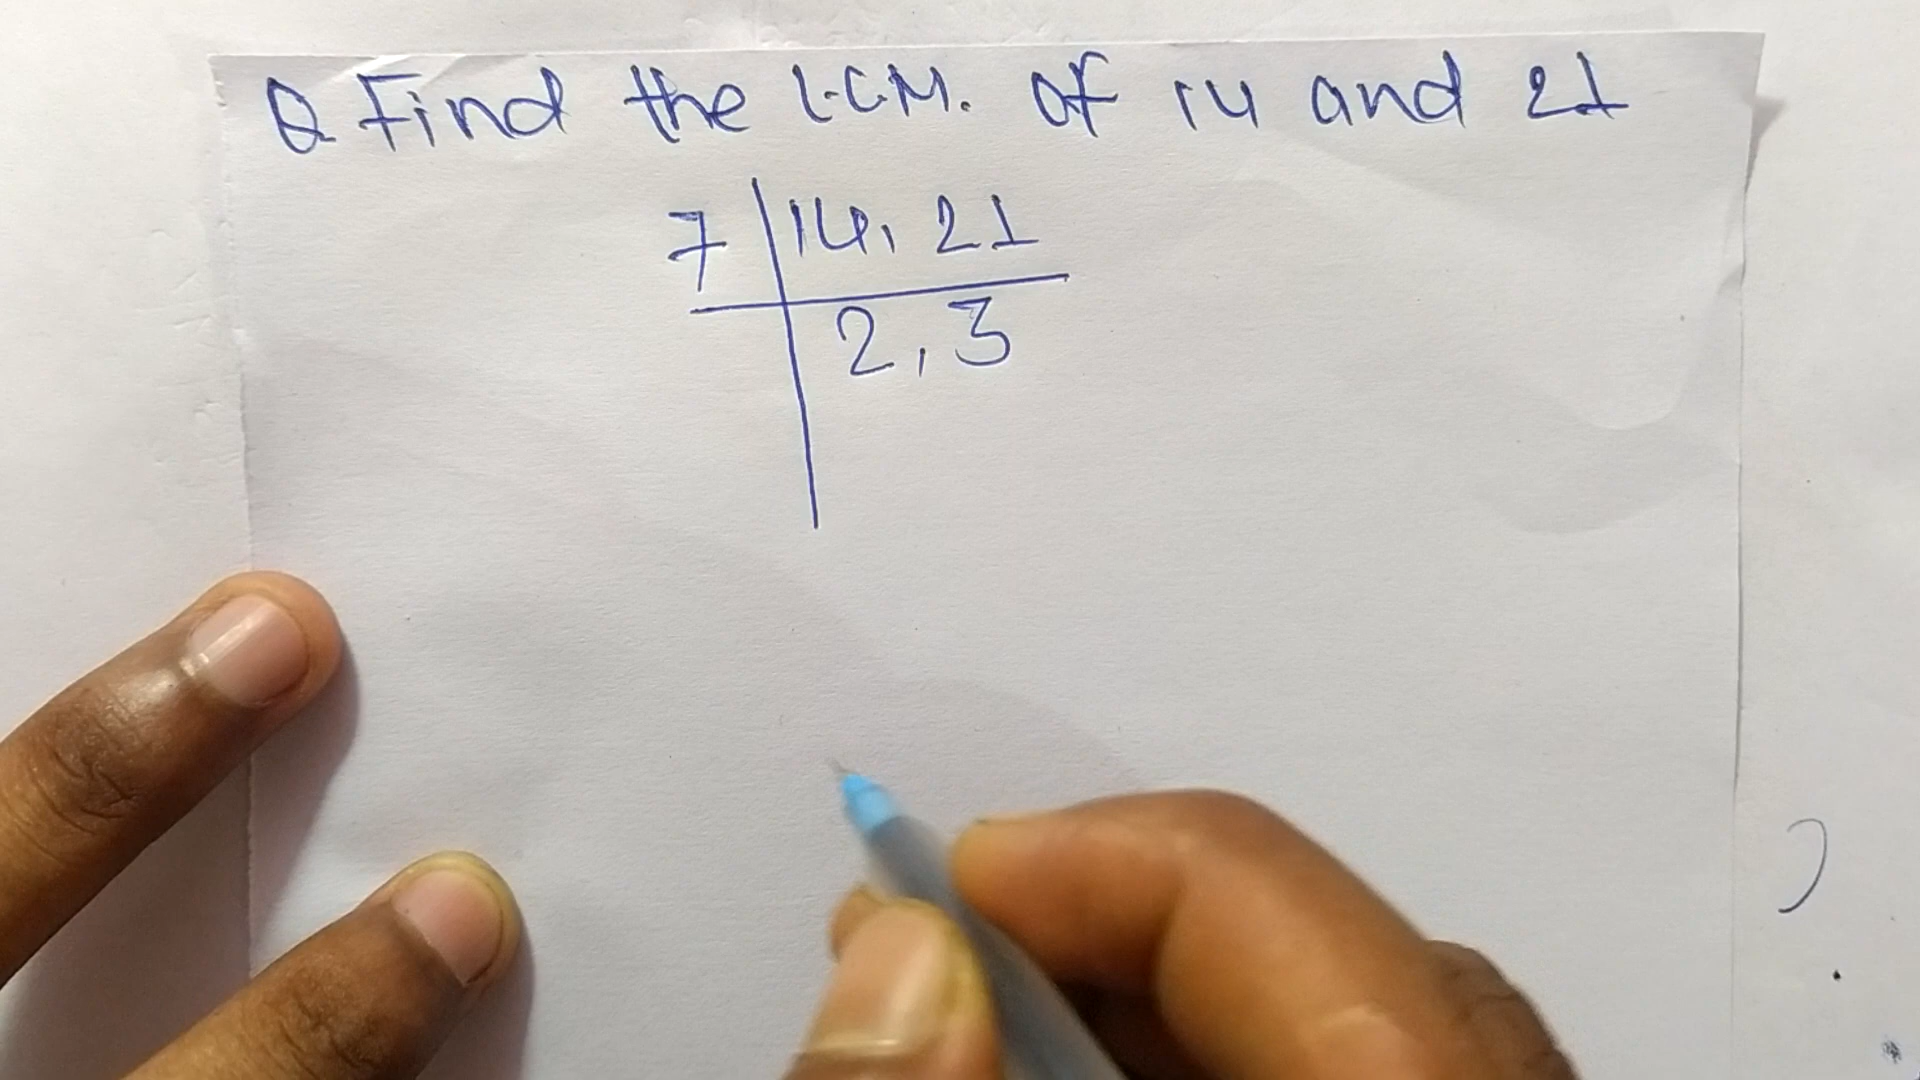 Q Find the L.C.M. of 14 and 21
7 | 14, 21
2, 3